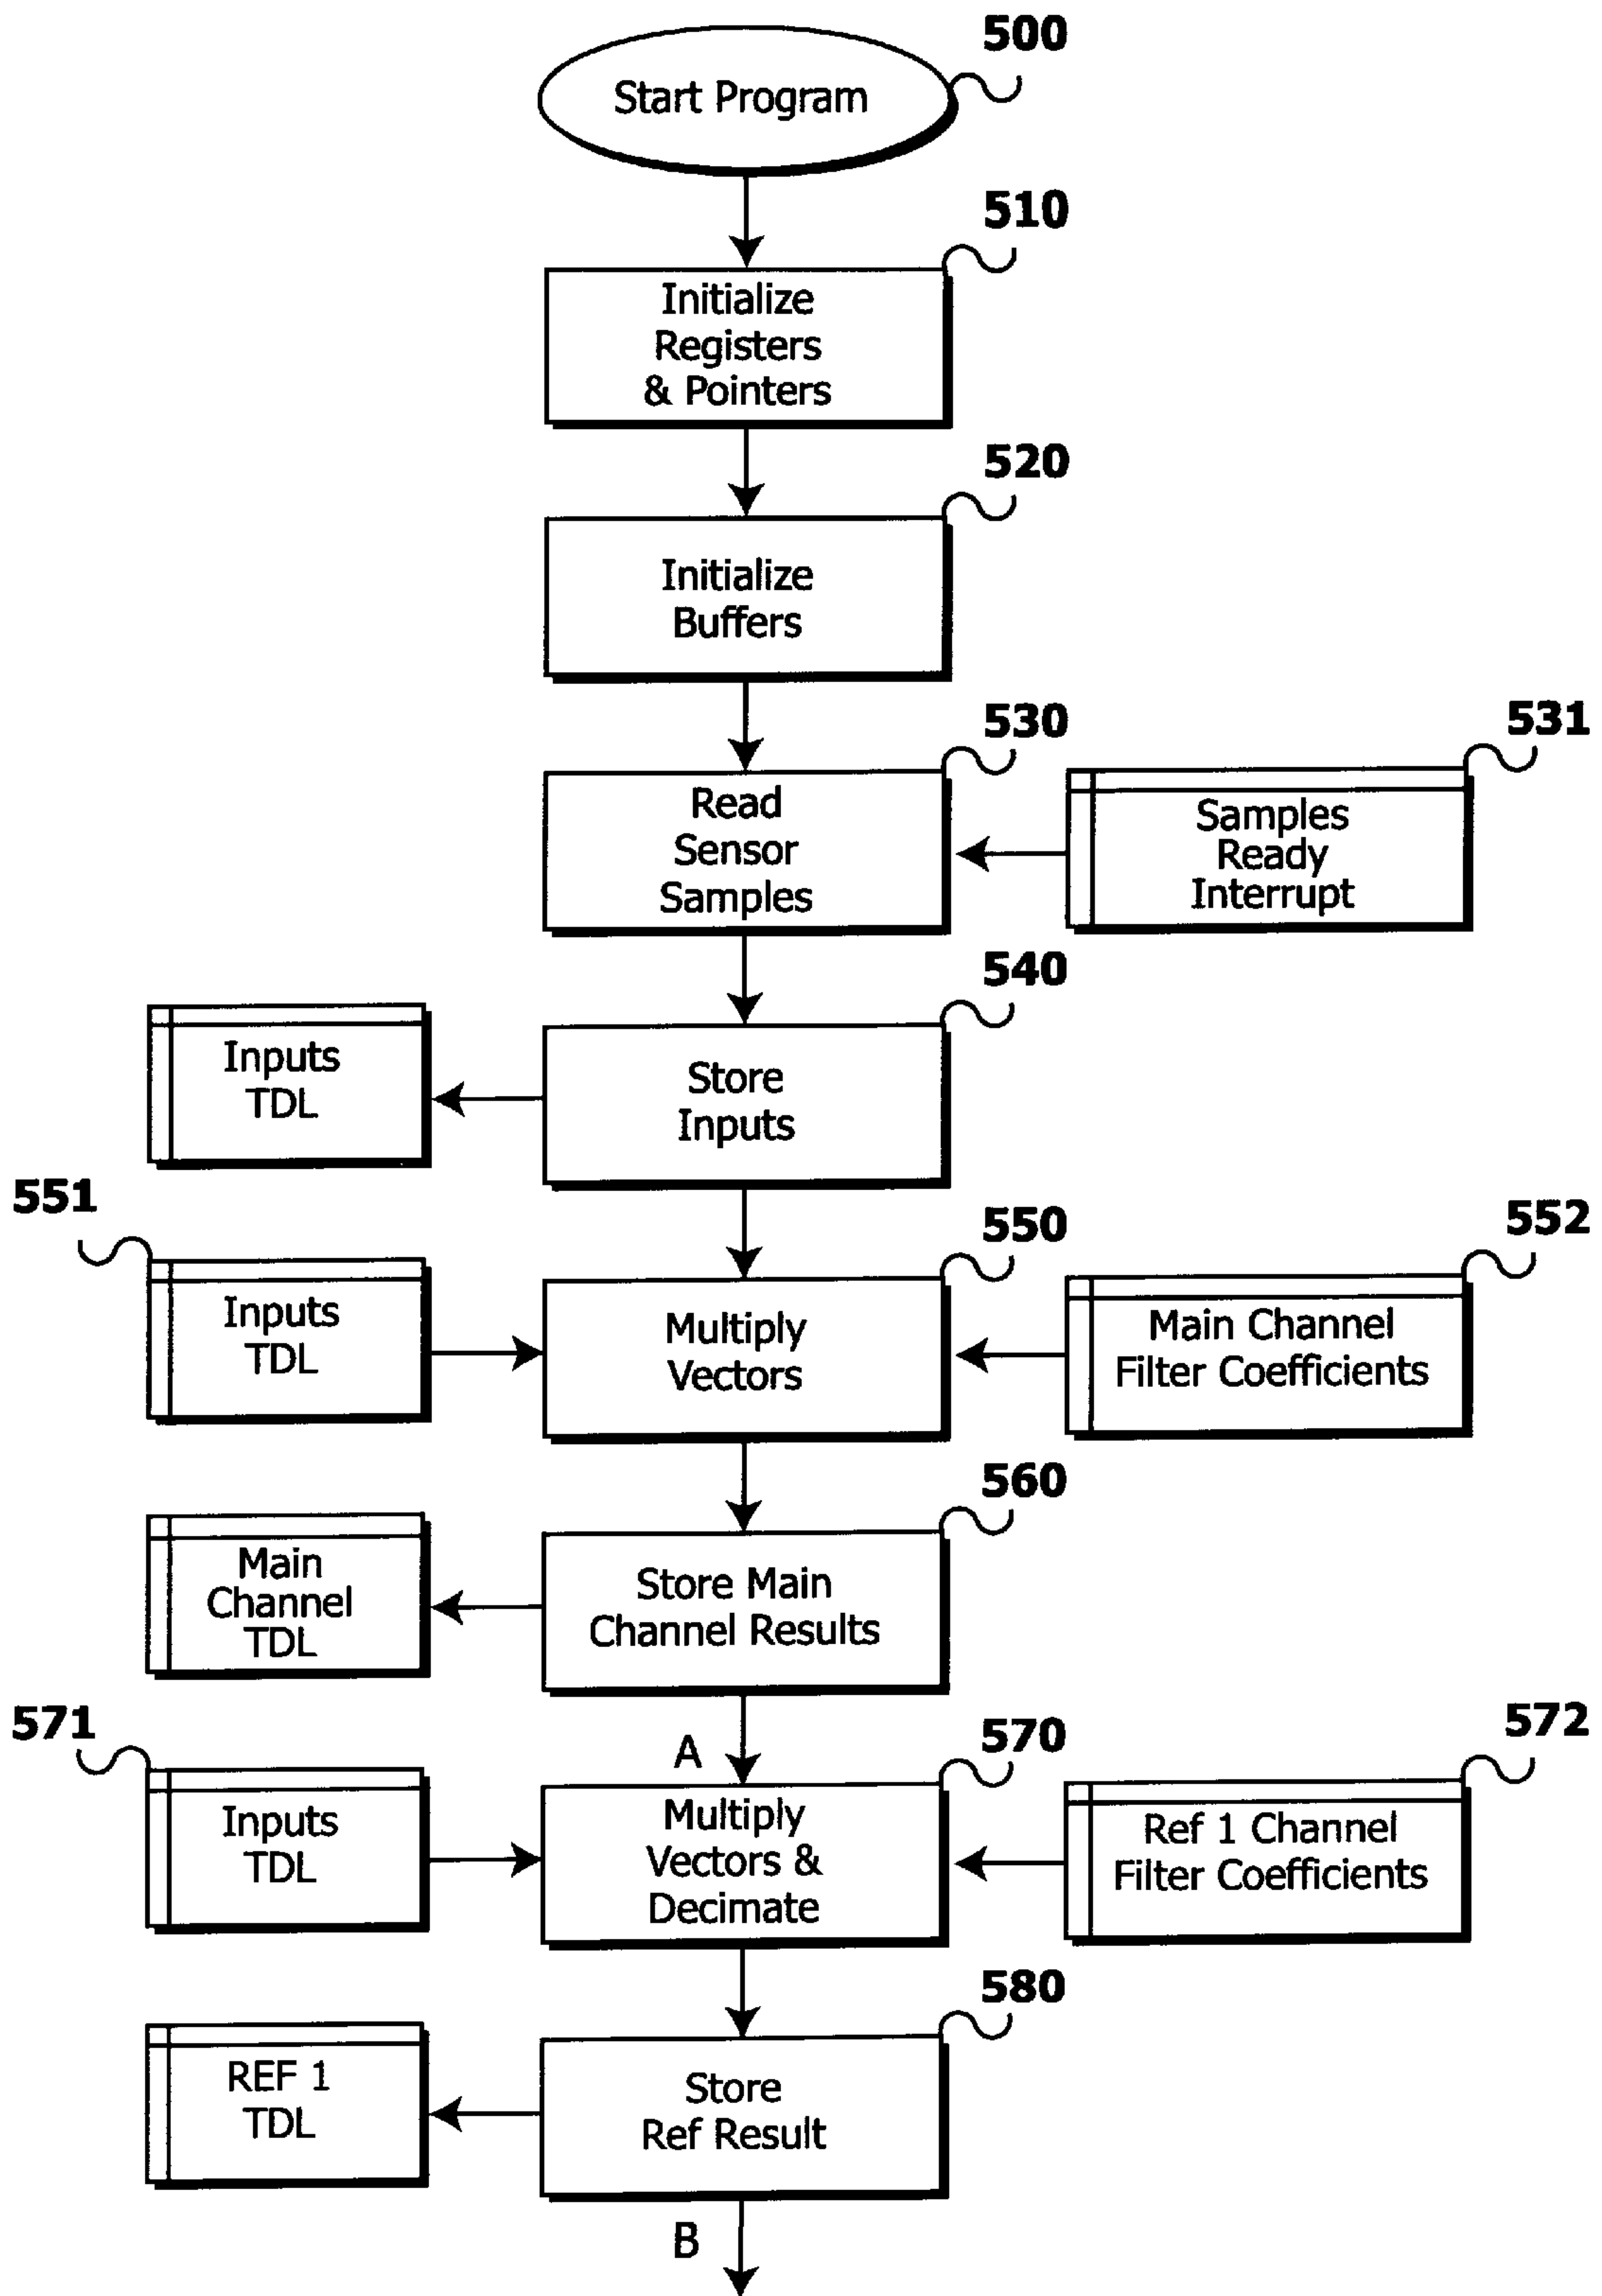 500
Start Program
510
Initialize
Registers
& Pointers
520
Initialize
Buffers
530
Read
Sensor
Samples
531
Samples
Ready
Interrupt
540
Store
Inputs
Inputs
TDL
551
Inputs
TDL
550
Multiply
Vectors
552
Main Channel
Filter Coefficients
560
Store Main
Channel Results
Main
Channel
TDL
A
571
Inputs
TDL
570
Multiply
Vectors &
Decimate
572
Ref 1 Channel
Filter Coefficients
580
Store
Ref Result
REF 1
TDL
B